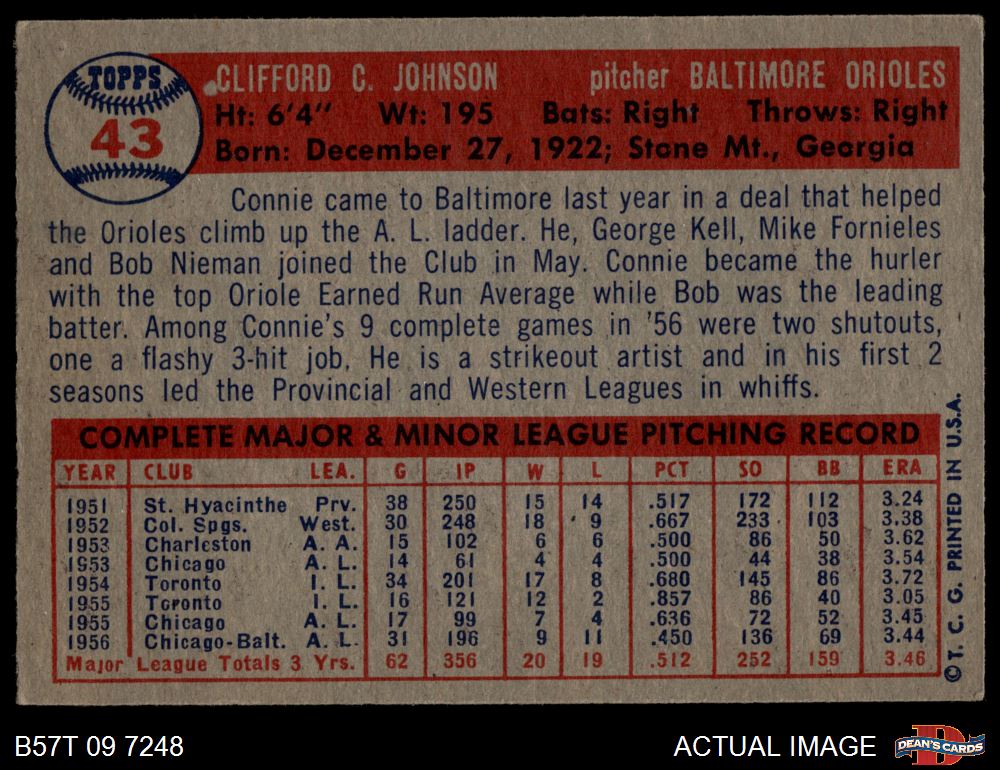 TOPPS
43
CLIFFORD C. JOHNSON pitcher BALTIMORE ORIOLES
Ht: 6'4" Wt: 195 Bats: Right Throws: Right
Born: December 27, 1922; Stone Mt., Georgia
Connie came to Baltimore last year in a deal that helped
the Orioles climb up the A. L. ladder. He, George Kell, Mike Fornieles
and Bob Nieman joined the Club in May. Connie became the hurler
with the top Oriole Earned Run Average while Bob was the leading
batter. Among Connie's 9 complete games in '56 were two shutouts,
one a flashy 3-hit job. He is a strikeout artist and in his first 2
seasons led the Provincial and Western Leagues in whiffs.
COMPLETE MAJOR & MINOR LEAGUE PITCHING RECORD
YEAR CLUB LEA. G IP W L PCT SO BB ERA
1951 St. Hyacinthe Prv. 38 250 15 14 .517 172 112 3.24
1952 Col. Spgs. West. 30 248 18 9 .667 233 103 3.38
1953 Charleston A. A. 15 102 6 6 .500 86 50 3.62
1953 Chicago A. L. 14 61 4 4 .500 44 38 3.54
1954 Toronto I. L. 34 201 17 8 .680 145 86 3.72
1955 Toronto I. L. 16 121 12 2 .857 86 40 3.05
1955 Chicago A. L. 17 99 7 4 .636 72 52 3.45
1956 Chicago-Balt. A. L. 31 196 9 11 .450 136 69 3.44
Major League Totals 3 Yrs. 62 356 20 19 .512 252 159 3.46
© T. C. G. PRINTED IN U.S.A.
B57T 09 7248
ACTUAL IMAGE
D
DEAN'S CARDS